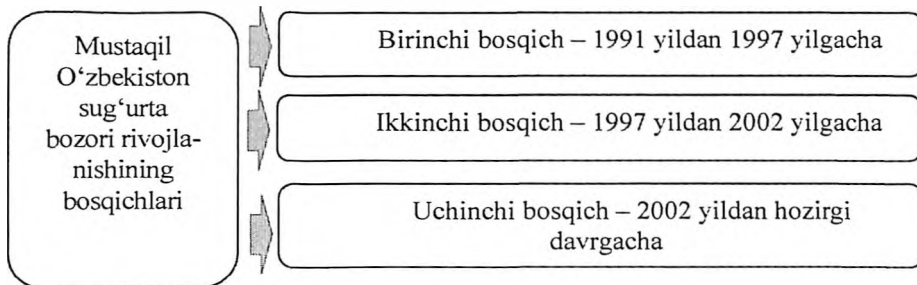 Mustaqil
O‘zbekiston
sug‘urta
bozori rivojla-
nishining
bosqichlari
Birinchi bosqich – 1991 yildan 1997 yilgacha
Ikkinchi bosqich – 1997 yildan 2002 yilgacha
Uchinchi bosqich – 2002 yildan hozirgi
davrgacha